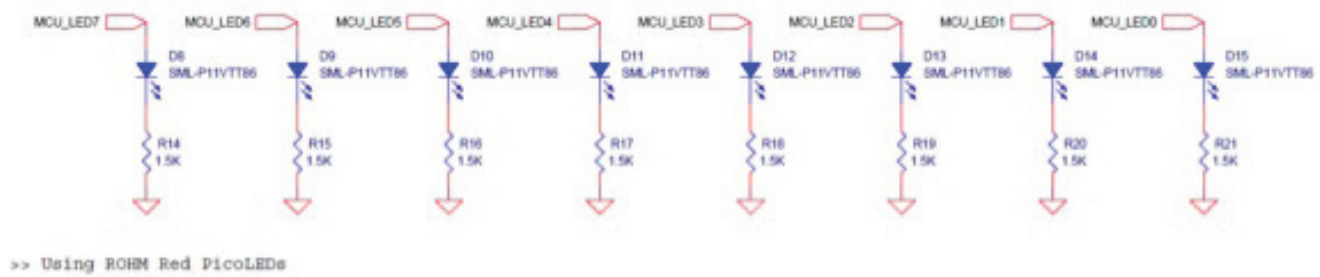 MCU_LED7 MCU_LED6 MCU_LED5 MCU_LED4 MCU_LED3 MCU_LED2 MCU_LED1 MCU_LED0
D8 D9 D10 D11 D12 D13 D14 D15
SML-P11VTT86 SML-P11VTT86 SML-P11VTT86 SML-P11VTT86 SML-P11VTT86 SML-P11VTT86 SML-P11VTT86 SML-P11VTT86
R14 R15 R16 R17 R18 R19 R20 R21
1.5K 1.5K 1.5K 1.5K 1.5K 1.5K 1.5K 1.5K
>> Using ROHM Red PicoLEDs